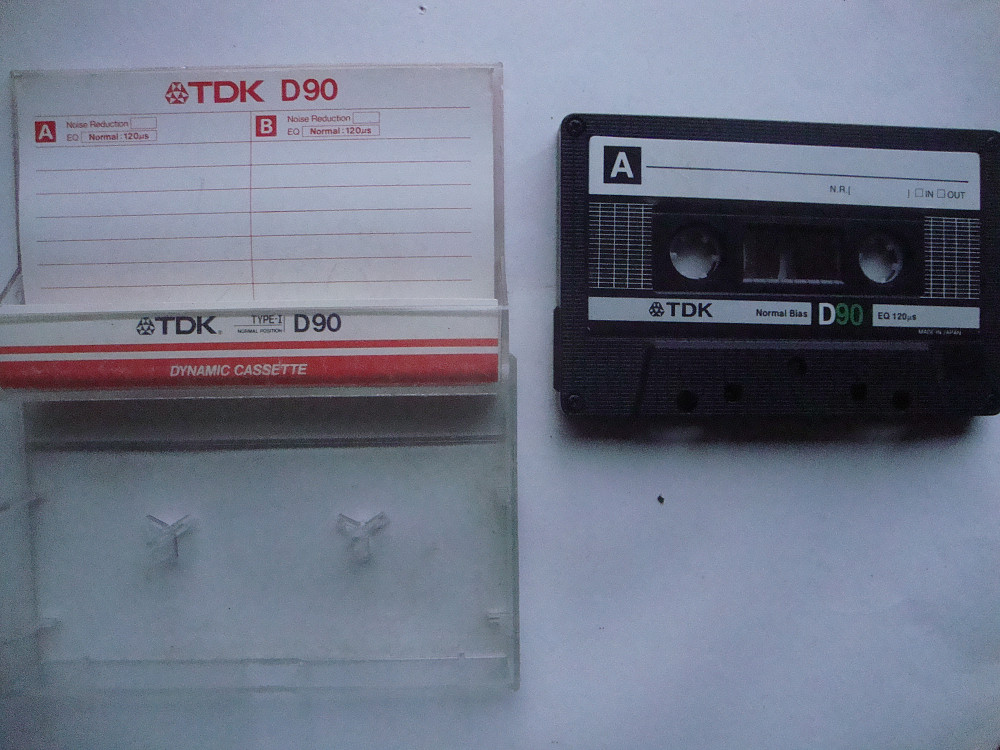 TDK D90
A Noise Reduction
EQ Normal : 120µs
B Noise Reduction
EQ Normal : 120µs
TDK TYPE-I NORMAL POSITION D90
DYNAMIC CASSETTE
A
N.R. IN OUT
TDK Normal Bias D90 EQ 120µs
MADE IN JAPAN